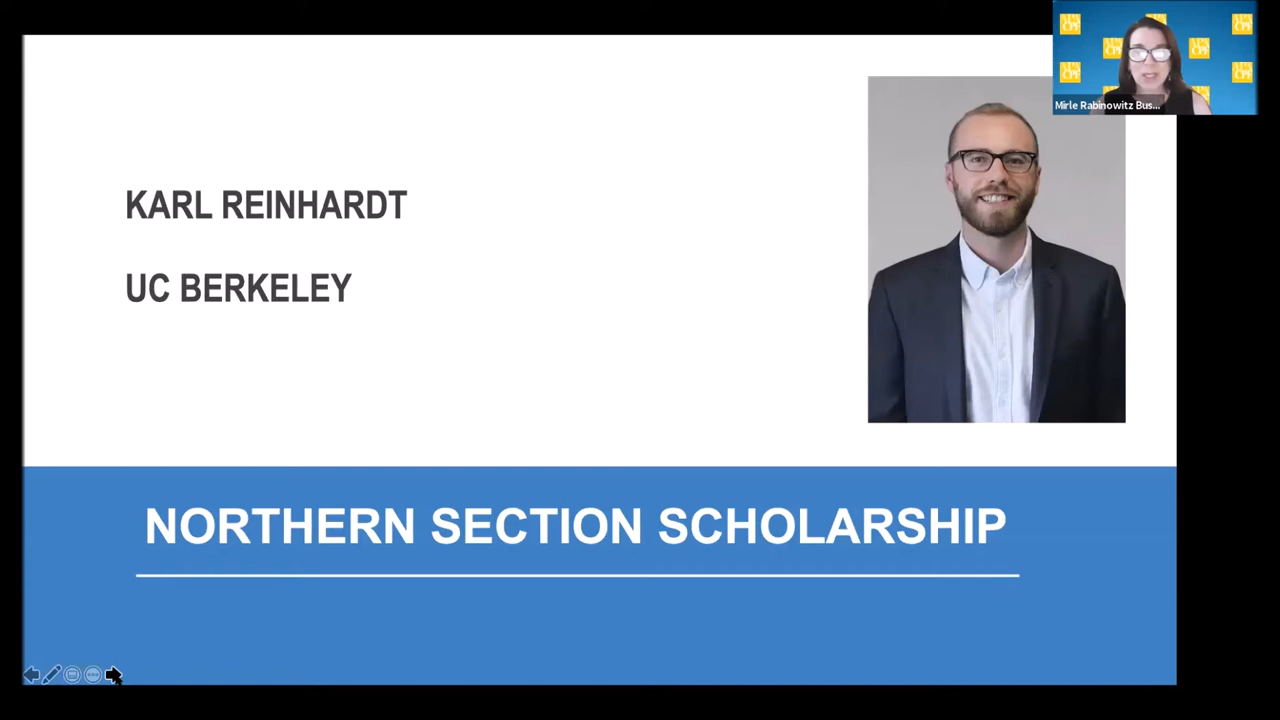 KARL REINHARDT
UC BERKELEY
NORTHERN SECTION SCHOLARSHIP
Mirle Rabinowitz Bus...